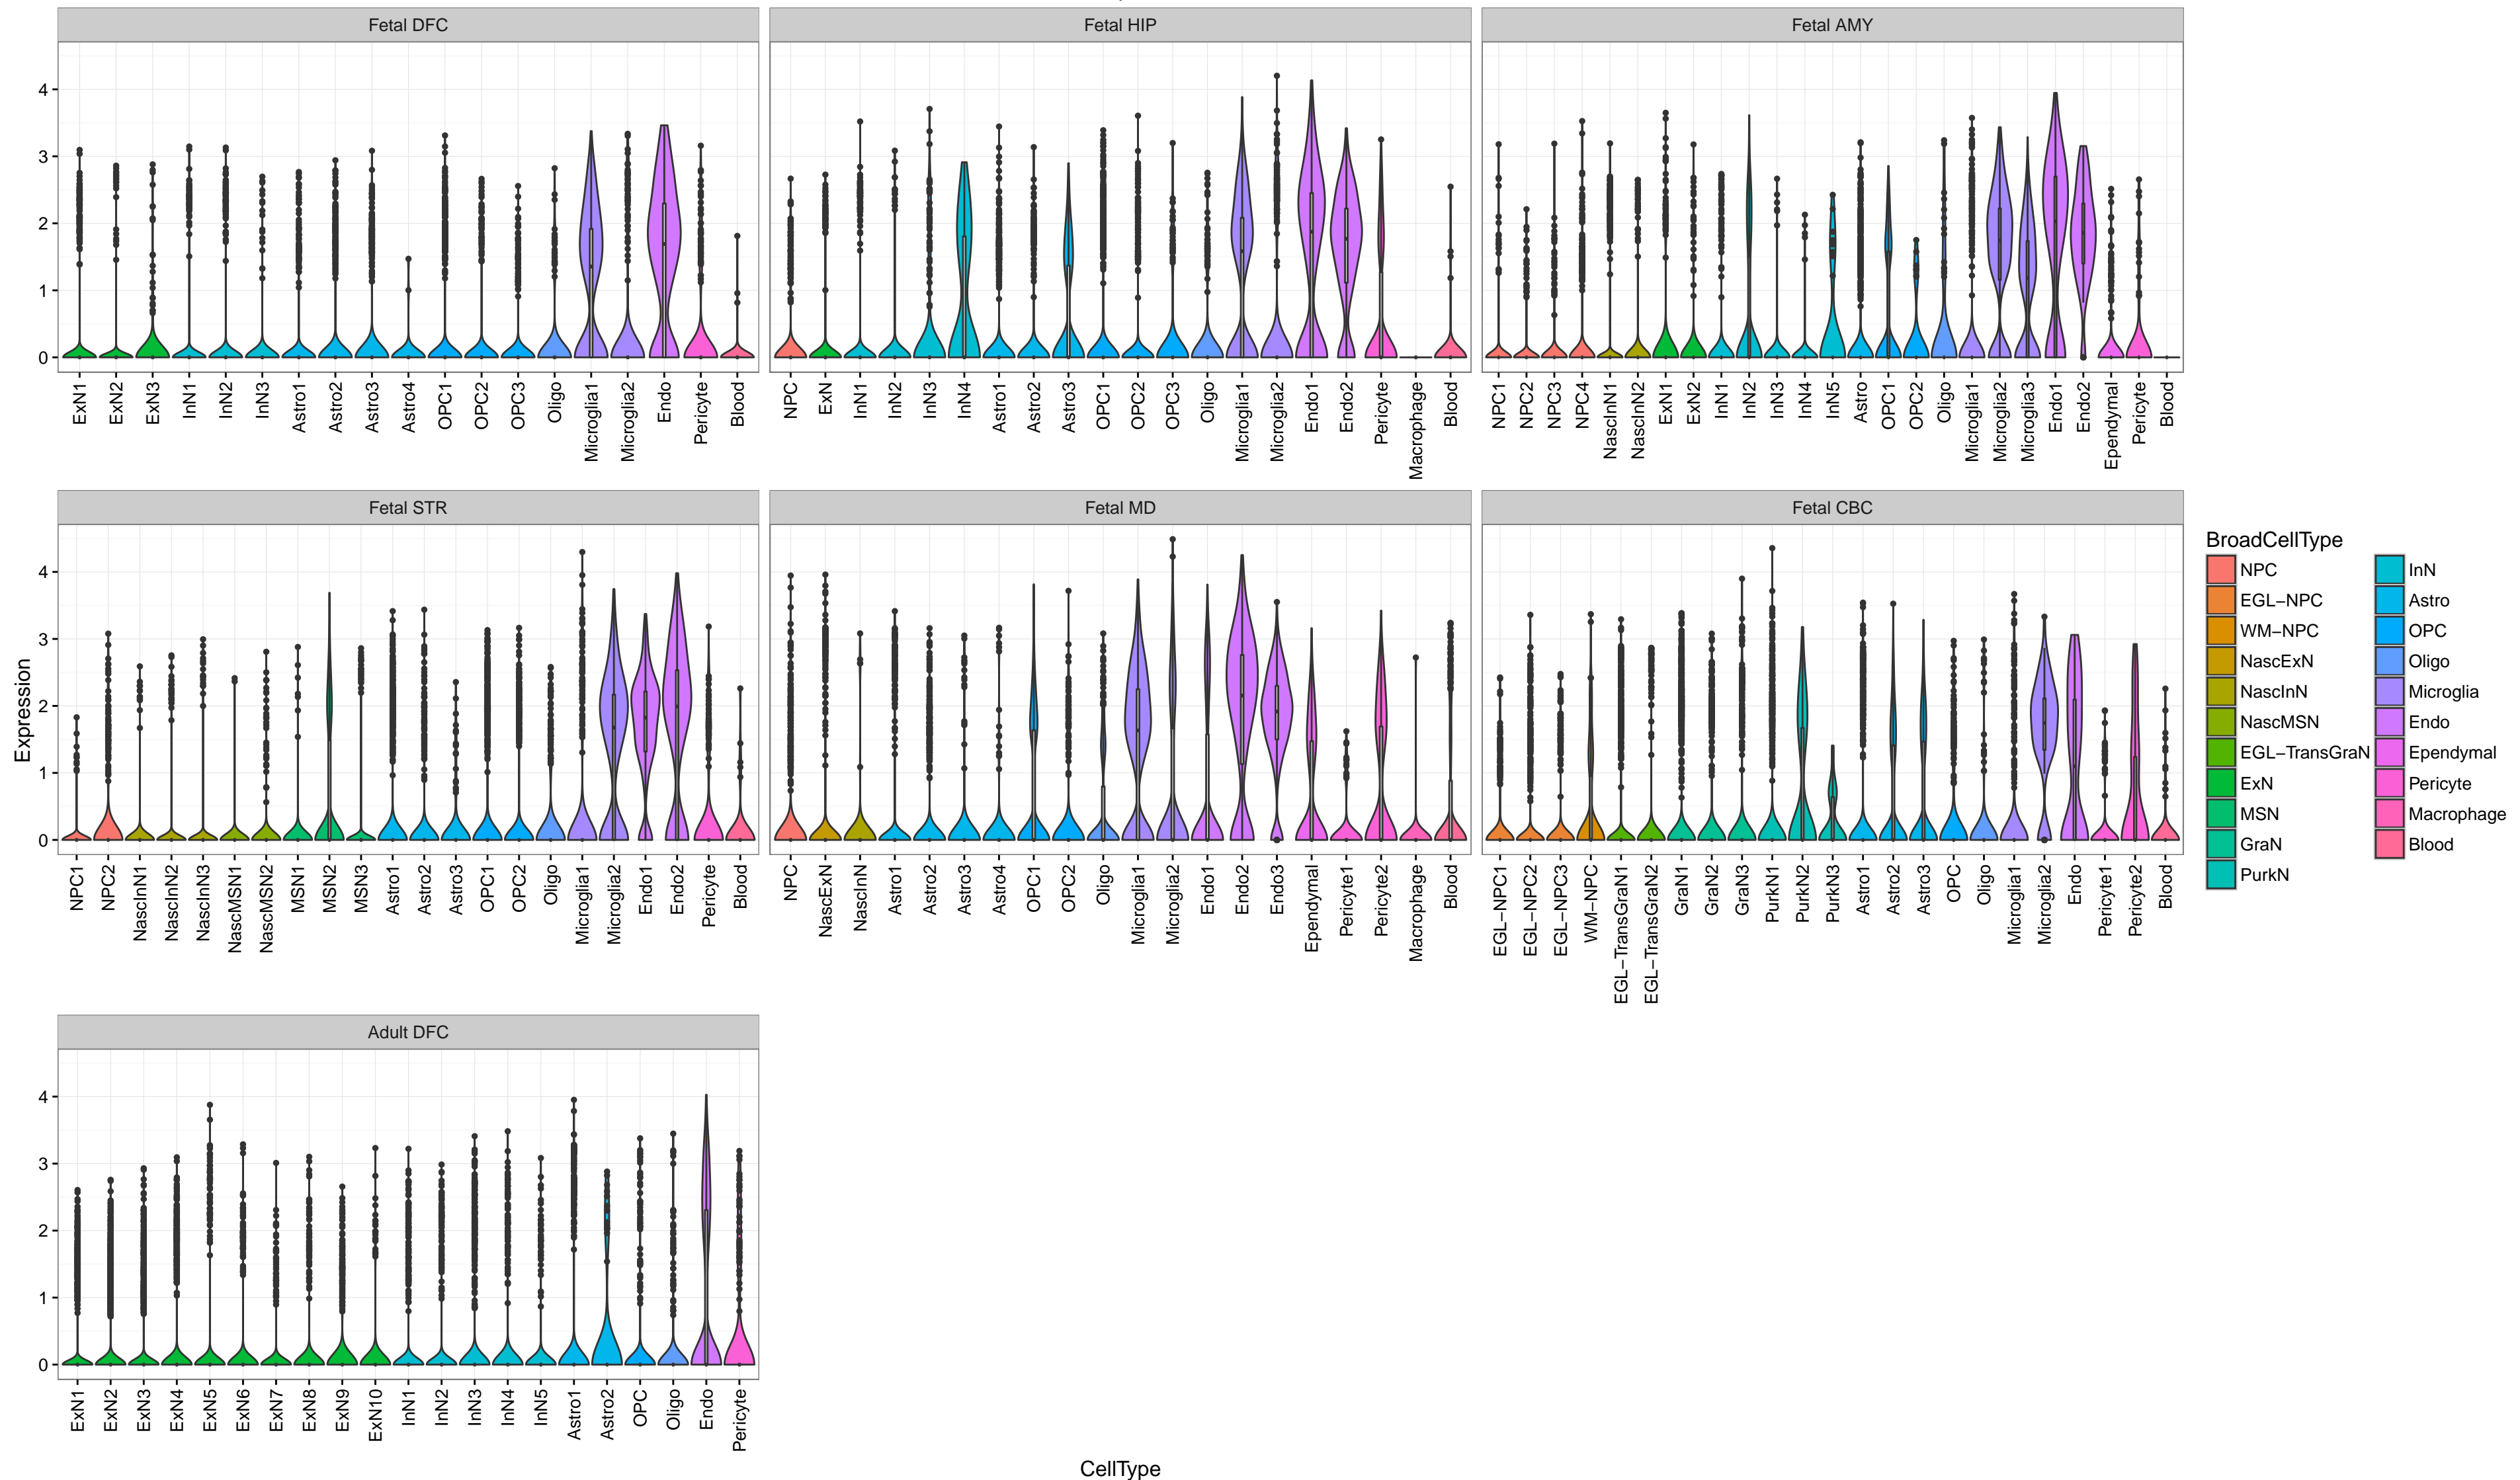 Fetal DFC
Fetal HIP
Fetal AMY
4
3
2
1
0
ExN1 ExN2 ExN3 InN1 InN2 InN3 Astro1 Astro2 Astro3 Astro4 OPC1 OPC2 OPC3 Oligo Microglia1 Microglia2 Endo Pericyte Blood
NPC ExN InN1 InN2 InN3 InN4 Astro1 Astro2 Astro3 OPC1 OPC2 OPC3 Oligo Microglia1 Microglia2 Endo1 Endo2 Pericyte Macrophage Blood
NPC1 NPC2 NPC3 NPC4 NascInN1 NascInN2 ExN1 ExN2 InN1 InN2 InN3 InN4 InN5 Astro OPC1 OPC2 Oligo Microglia1 Microglia2 Microglia3 Endo1 Endo2 Ependymal Pericyte Blood
Fetal STR
Fetal MD
Fetal CBC
Expression
4
3
2
1
0
NPC1 NPC2 NascInN1 NascInN2 NascInN3 NascMSN1 NascMSN2 MSN1 MSN2 MSN3 Astro1 Astro2 Astro3 OPC1 OPC2 Oligo Microglia1 Microglia2 Endo1 Endo2 Pericyte Blood
NPC NascExN NascInN Astro1 Astro2 Astro3 Astro4 OPC1 OPC2 Oligo Microglia1 Microglia2 Endo1 Endo2 Endo3 Ependymal Pericyte1 Pericyte2 Macrophage Blood
EGL−NPC1 EGL−NPC2 EGL−NPC3 WM−NPC EGL−TransGraN1 EGL−TransGraN2 GraN1 GraN2 GraN3 PurkN1 PurkN2 PurkN3 Astro1 Astro2 Astro3 OPC Oligo Microglia1 Microglia2 Endo Pericyte1 Pericyte2 Blood
BroadCellType
NPC
EGL−NPC
WM−NPC
NascExN
NascInN
NascMSN
EGL−TransGraN
ExN
MSN
GraN
PurkN
InN
Astro
OPC
Oligo
Microglia
Endo
Ependymal
Pericyte
Macrophage
Blood
Adult DFC
4
3
2
1
0
ExN1 ExN2 ExN3 ExN4 ExN5 ExN6 ExN7 ExN8 ExN9 ExN10 InN1 InN2 InN3 InN4 InN5 Astro1 Astro2 OPC Oligo Endo Pericyte
CellType